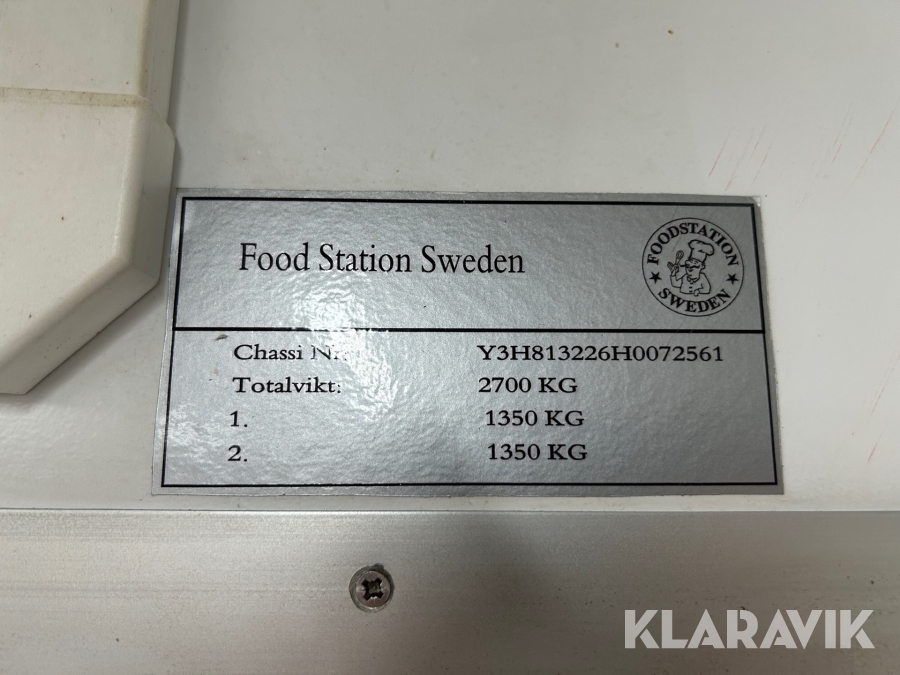 Food Station Sweden
FOODSTATION
SWEDEN
Chassi Nr: Y3H813226H0072561
Totalvikt: 2700 KG
1. 1350 KG
2. 1350 KG
KLARAVIK